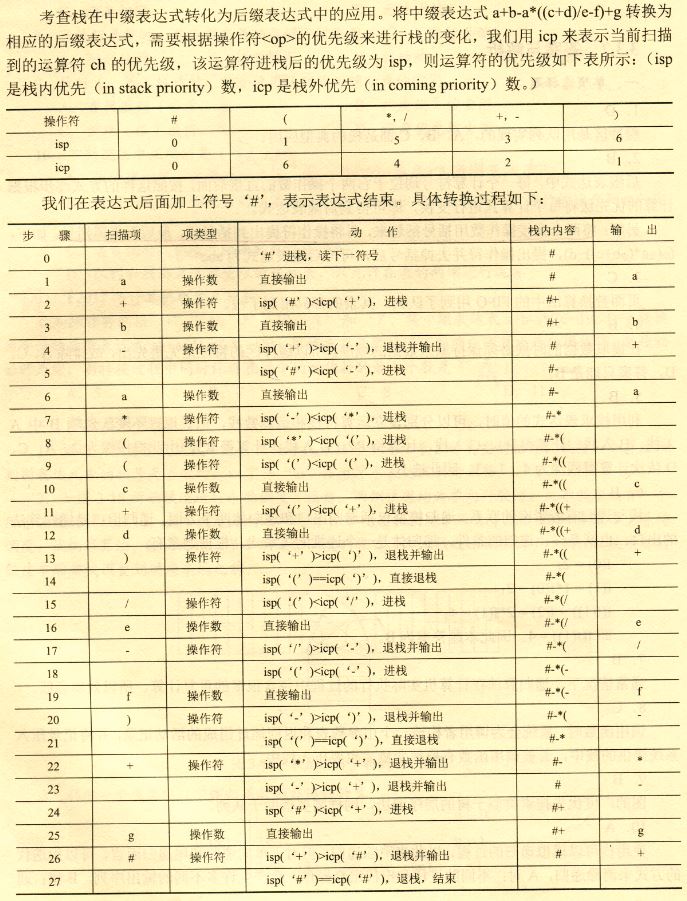 考查栈在中缀表达式转化为后缀表达式中的应用。将中缀表达式 a+b-a*((c+d)/e-f)+g 转换为
相应的后缀表达式，需要根据操作符<op>的优先级来进行栈的变化，我们用 icp 来表示当前扫描
到的运算符 ch 的优先级，该运算符进栈后的优先级为 isp，则运算符的优先级如下表所示：（isp
是栈内优先（in stack priority）数，icp 是栈外优先（in coming priority）数。）
操作符 # ( *, / +, - )
isp 0 1 5 3 6
icp 0 6 4 2 1
我们在表达式后面加上符号‘#’，表示表达式结束。具体转换过程如下：
步 骤 扫描项 项类型 动 作 栈内内容 输 出
0 ‘#’进栈，读下一符号 #
1 a 操作数 直接输出 # a
2 + 操作符 isp(‘#’)<icp(‘+’)，进栈 #+
3 b 操作数 直接输出 #+ b
4 - 操作符 isp(‘+’)>icp(‘-’)，退栈并输出 # +
5 isp(‘#’)<icp(‘-’)，进栈 #-
6 a 操作数 直接输出 #- a
7 * 操作符 isp(‘-’)<icp(‘*’)，进栈 #-*
8 ( 操作符 isp(‘*’)<icp(‘(’)，进栈 #-*(
9 ( 操作符 isp(‘(’)<icp(‘(’)，进栈 #-*((
10 c 操作数 直接输出 #-*(( c
11 + 操作符 isp(‘(’)<icp(‘+’)，进栈 #-*((+
12 d 操作数 直接输出 #-*((+ d
13 ) 操作符 isp(‘+’)>icp(‘)’)，退栈并输出 #-*(( +
14 isp(‘(’)==icp(‘)’)，直接退栈 #-*(
15 / 操作符 isp(‘(’)<icp(‘/’)，进栈 #-*(/
16 e 操作数 直接输出 #-*(/ e
17 - 操作符 isp(‘/’)>icp(‘-’)，退栈并输出 #-*( /
18 isp(‘(’)<icp(‘-’)，进栈 #-*(-
19 f 操作数 直接输出 #-*(- f
20 ) 操作符 isp(‘-’)>icp(‘)’)，退栈并输出 #-*( -
21 isp(‘(’)==icp(‘)’)，直接退栈 #-*
22 + 操作符 isp(‘*’)>icp(‘+’)，退栈并输出 #- *
23 isp(‘-’)>icp(‘+’)，退栈并输出 # -
24 isp(‘#’)<icp(‘+’)，进栈 #+
25 g 操作数 直接输出 #+ g
26 # 操作符 isp(‘+’)>icp(‘#’)，退栈并输出 # +
27 isp(‘#’)==icp(‘#’)，退栈，结束